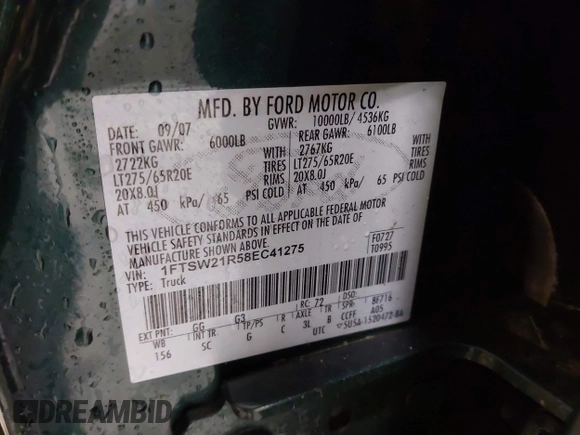 MFD. BY FORD MOTOR CO.
DATE: 09/07 GVWR: 10000LB/ 4536KG
FRONT GAWR: 6000LB REAR GAWR: 6100LB
2722KG WITH 2767KG WITH
LT275/65R20E TIRES LT275/65R20E TIRES
20X8.0J RIMS 20X8.0J RIMS
AT 450 kPa/ 65 PSI COLD AT 450 kPa/ 65 PSI COLD
THIS VEHICLE CONFORMS TO ALL APPLICABLE FEDERAL MOTOR
VEHICLE SAFETY STANDARDS IN EFFECT ON THE DATE OF
MANUFACTURE SHOWN ABOVE.
VIN: 1FTSW21R58EC41275 F0727
TYPE: Truck T0995
EXT PNT: GG G3 RC: 72 DSO:
WB INT TR TP/PS R AXLE TR SPR BF716
156 SC G C 3L B CCFF A05
UTC
DREAMBID